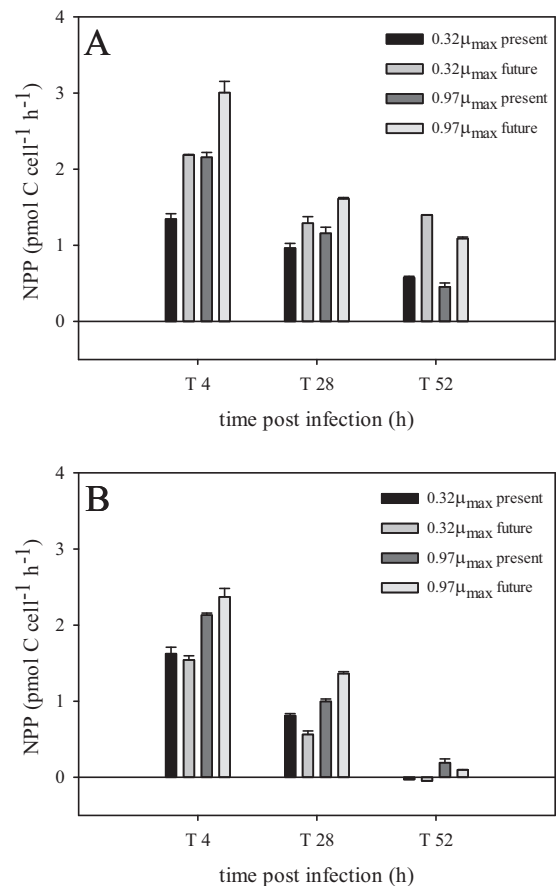 A
0.32μmax present
0.32μmax future
0.97μmax present
0.97μmax future
NPP (pmol C cell-1 h-1)
4
3
2
1
0
T 4 T 28 T 52
time post infection (h)
B
0.32μmax present
0.32μmax future
0.97μmax present
0.97μmax future
NPP (pmol C cell-1 h-1)
4
3
2
1
0
T 4 T 28 T 52
time post infection (h)